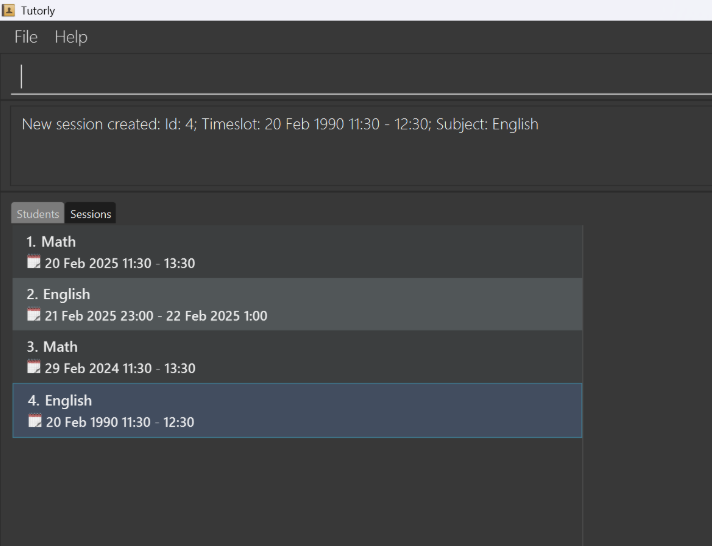 Tutorly
File Help
New session created: Id: 4; Timeslot: 20 Feb 1990 11:30 - 12:30; Subject: English
Students Sessions
1. Math
20 Feb 2025 11:30 - 13:30
2. English
21 Feb 2025 23:00 - 22 Feb 2025 1:00
3. Math
29 Feb 2024 11:30 - 13:30
4. English
20 Feb 1990 11:30 - 12:30